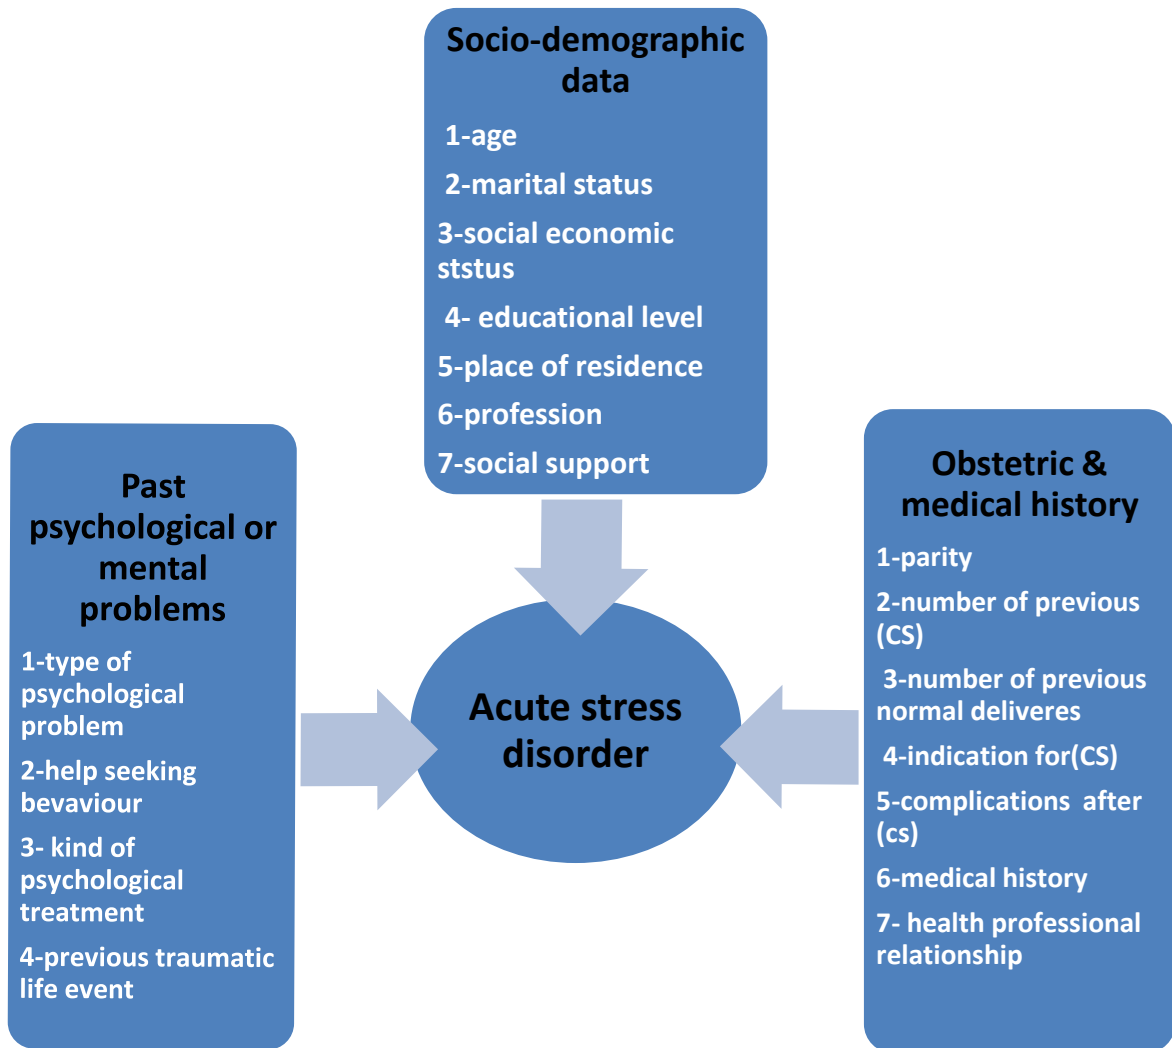 Socio-demographic
data
1-age
2-marital status
3-social economic
ststus
4- educational level
5-place of residence
6-profession
7-social support
Past
psychological or
mental
problems
1-type of
psychological
problem
2-help seeking
bevaviour
3- kind of
psychological
treatment
4-previous traumatic
life event
Acute stress
disorder
Obstetric &
medical history
1-parity
2-number of previous
(CS)
3-number of previous
normal deliveres
4-indication for(CS)
5-complications after
(cs)
6-medical history
7- health professional
relationship